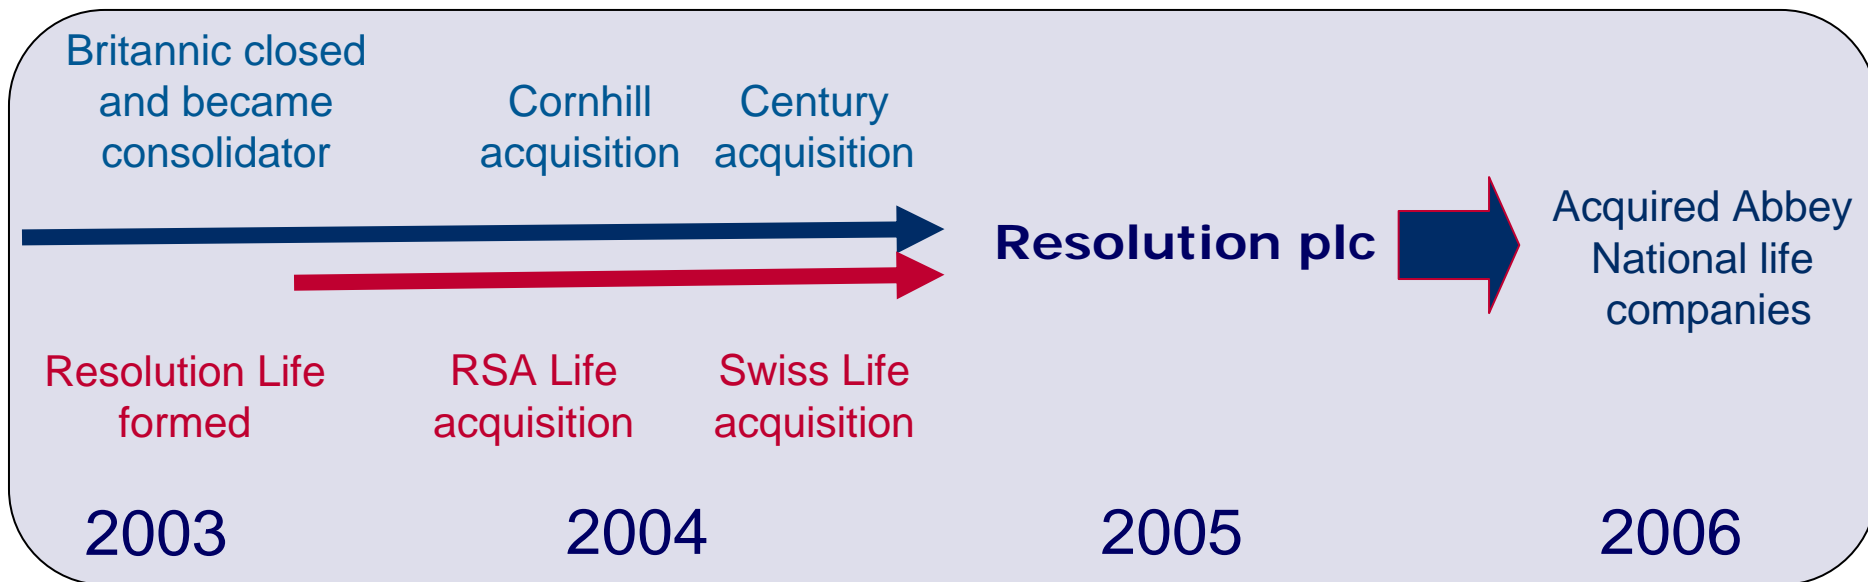 Britannic closed
and became
consolidator
Cornhill
acquisition
Century
acquisition
Resolution plc
Acquired Abbey
National life
companies
Resolution Life
formed
RSA Life
acquisition
Swiss Life
acquisition
2003
2004
2005
2006